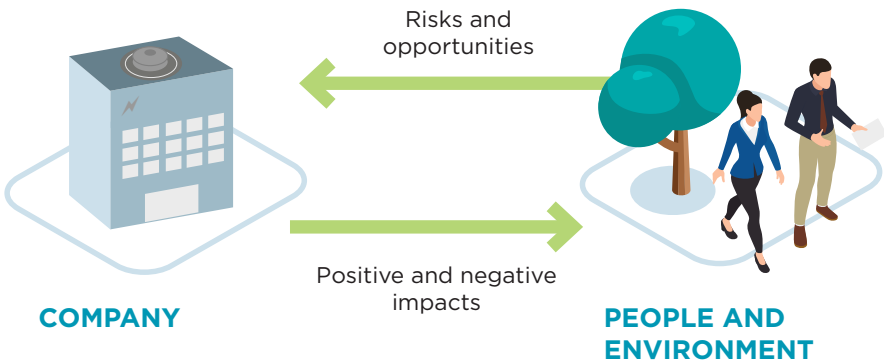 Risks and
opportunities
Positive and negative
impacts
COMPANY
PEOPLE AND
ENVIRONMENT